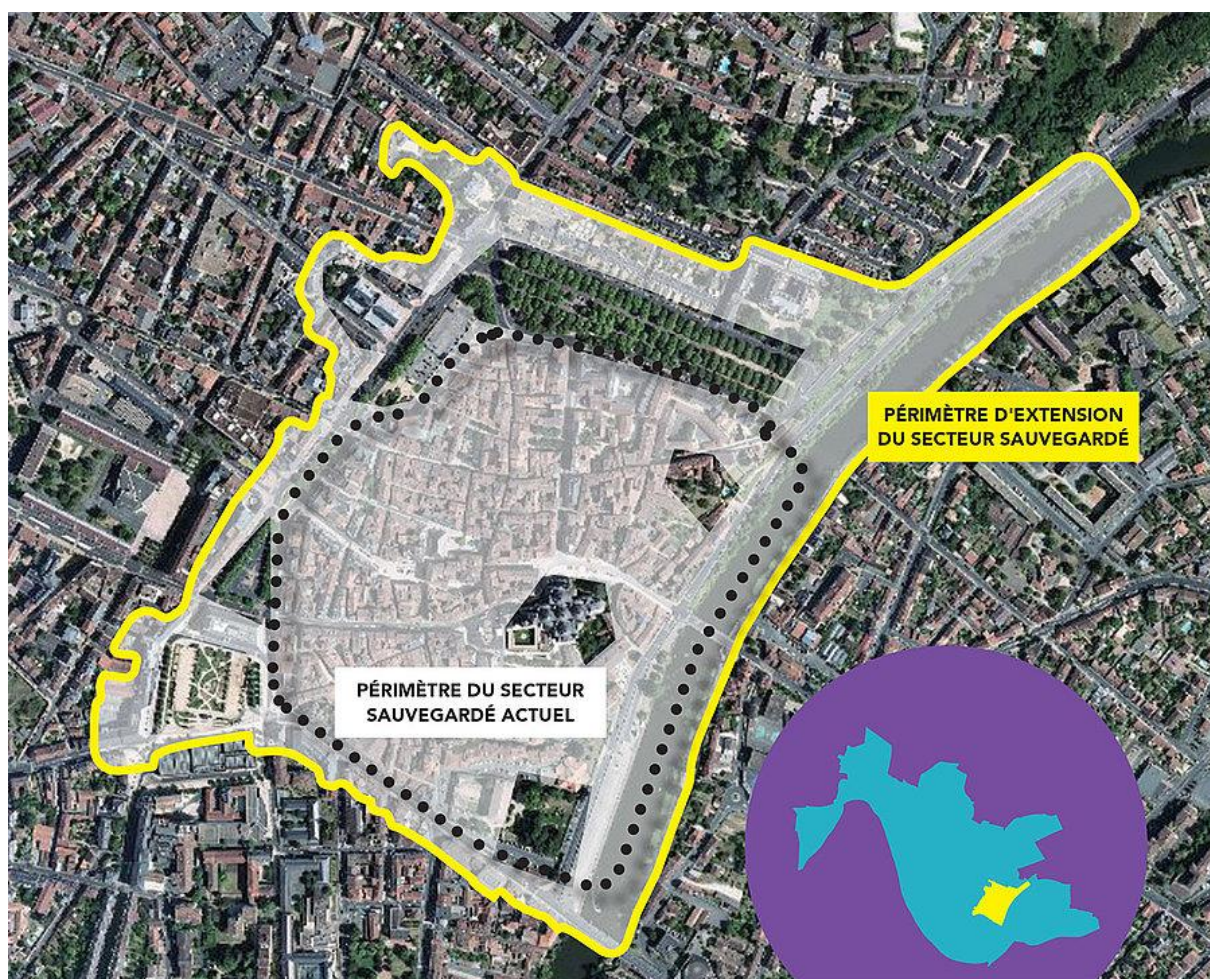 PÉRIMÈTRE D'EXTENSION
DU SECTEUR SAUVEGARDÉ
PÉRIMÈTRE DU SECTEUR
SAUVEGARDÉ ACTUEL